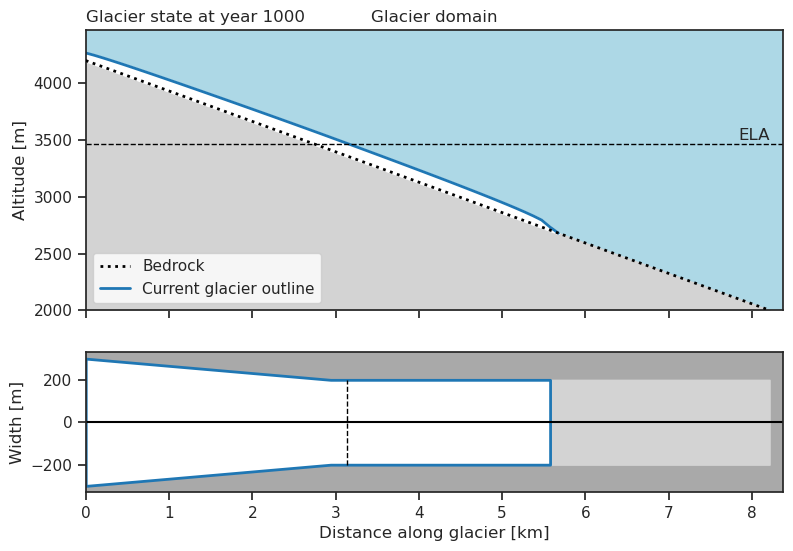 Glacier state at year 1000 Glacier domain
Altitude [m]
4000
3500
3000
2500
2000
ELA
Bedrock
Current glacier outline
Width [m]
200
0
−200
0 1 2 3 4 5 6 7 8
Distance along glacier [km]